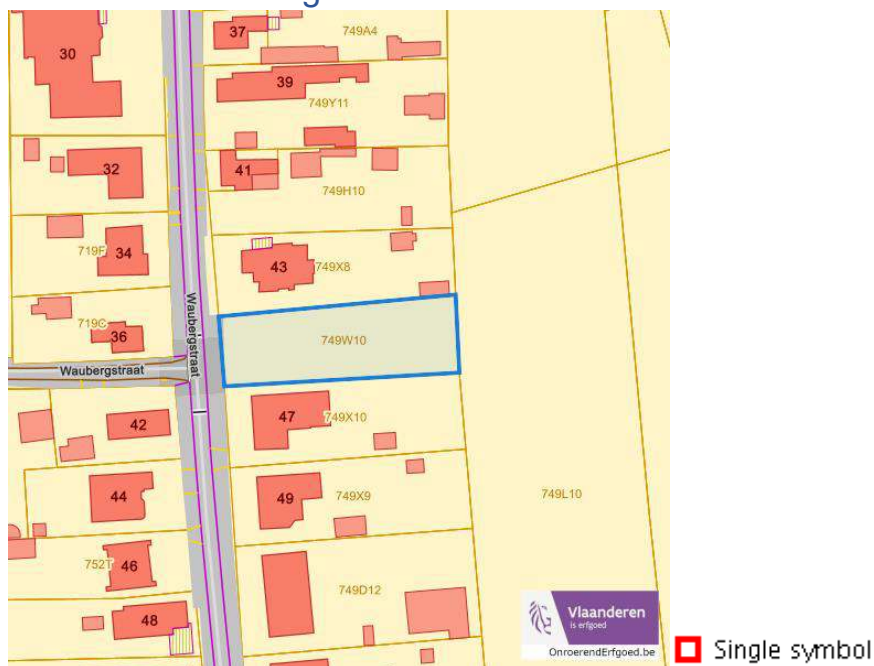 30
37
749A4
39
749Y11
32
41
749H10
719F
34
43
749X8
719C
36
Waubergstraat
749W10
Waubergstraat
42
47
749X10
44
49
749X9
749L10
752T
46
749D12
48
Vlaanderen
is erfgoed
OnroerendErfgoed.be
Single symbol